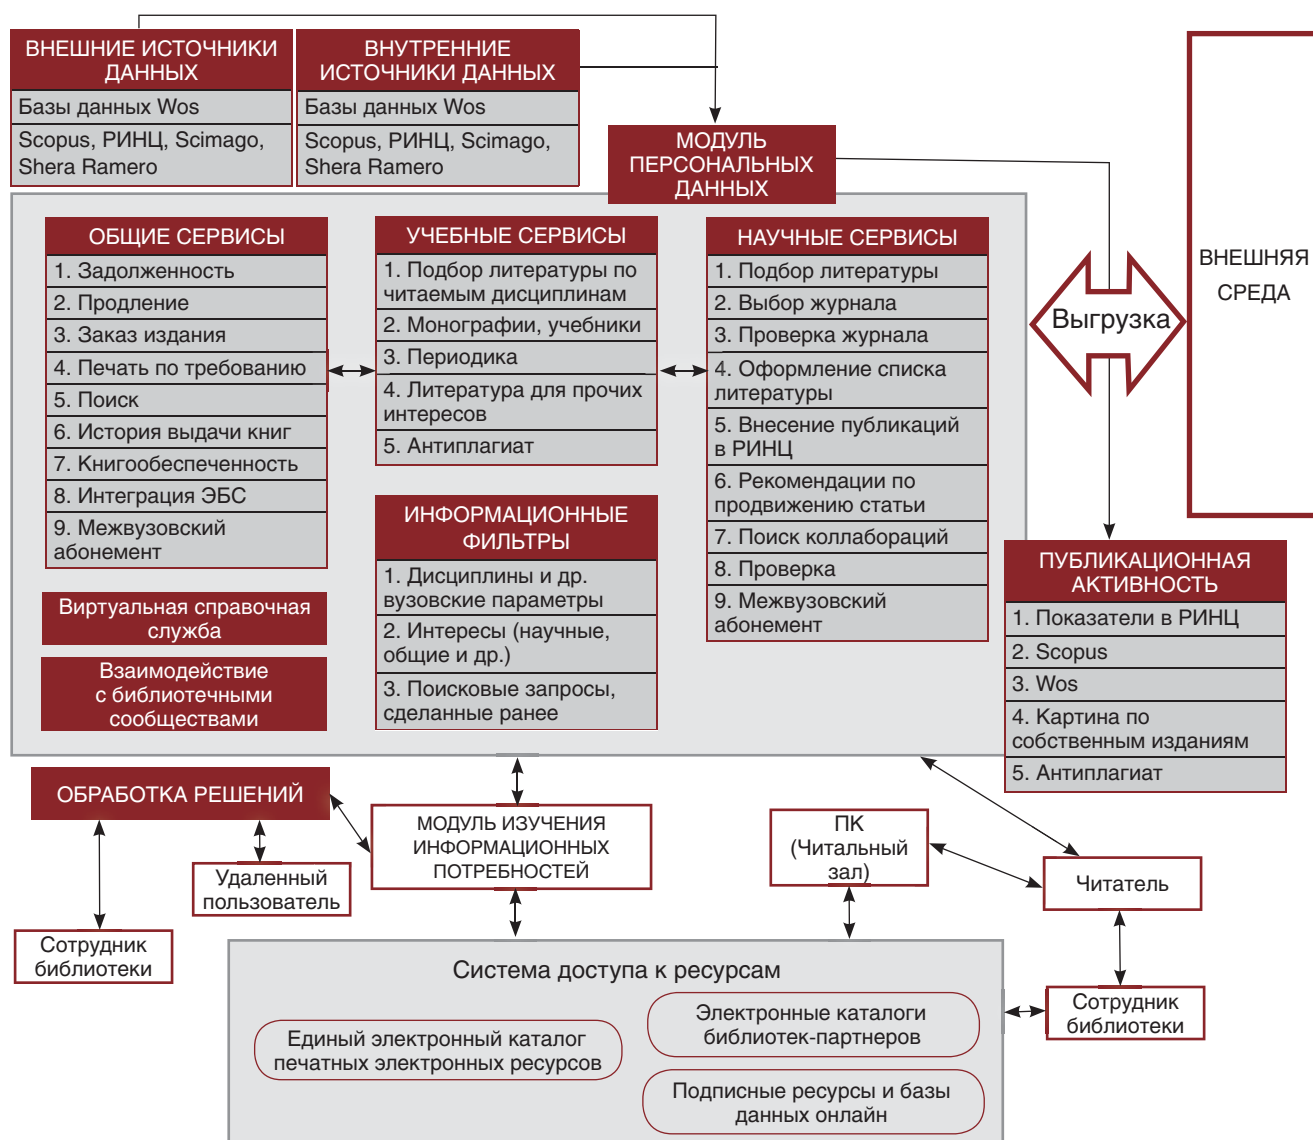 ВНЕШНИЕ ИСТОЧНИКИ
ДАННЫХ
Базы данных Wos
Scopus, РИНЦ, Scimago,
Shera Ramero
ВНУТРЕННИЕ
ИСТОЧНИКИ ДАННЫХ
Базы данных Wos
Scopus, РИНЦ, Scimago,
Shera Ramero
МОДУЛЬ
ПЕРСОНАЛЬНЫХ
ДАННЫХ
ВНЕШНЯЯ
СРЕДА
Выгрузка
ОБЩИЕ СЕРВИСЫ
1. Задолженность
2. Продление
3. Заказ издания
4. Печать по требованию
5. Поиск
6. История выдачи книг
7. Книгообеспеченность
8. Интеграция ЭБС
9. Межвузовский
абонемент
УЧЕБНЫЕ СЕРВИСЫ
1. Подбор литературы по
читаемым дисциплинам
2. Монографии, учебники
3. Периодика
4. Литература для прочих
интересов
5. Антиплагиат
НАУЧНЫЕ СЕРВИСЫ
1. Подбор литературы
2. Выбор журнала
3. Проверка журнала
4. Оформление списка
литературы
5. Внесение публикаций
в РИНЦ
6. Рекомендации по
продвижению статьи
7. Поиск коллабораций
8. Проверка
9. Межвузовский
абонемент
ИНФОРМАЦИОННЫЕ
ФИЛЬТРЫ
1. Дисциплины и др.
вузовские параметры
2. Интересы (научные,
общие и др.)
3. Поисковые запросы,
сделанные ранее
Виртуальная справочная
служба
Взаимодействие
с библиотечными
сообществами
ПУБЛИКАЦИОННАЯ
АКТИВНОСТЬ
1. Показатели в РИНЦ
2. Scopus
3. Wos
4. Картина по
собственным изданиям
5. Антиплагиат
ОБРАБОТКА РЕШЕНИЙ
МОДУЛЬ ИЗУЧЕНИЯ
ИНФОРМАЦИОННЫХ
ПОТРЕБНОСТЕЙ
ПК
(Читальный
зал)
Читатель
Удаленный
пользователь
Сотрудник
библиотеки
Система доступа к ресурсам
Единый электронный каталог
печатных электронных ресурсов
Электронные каталоги
библиотек-партнеров
Подписные ресурсы и базы
данных онлайн
Сотрудник
библиотеки